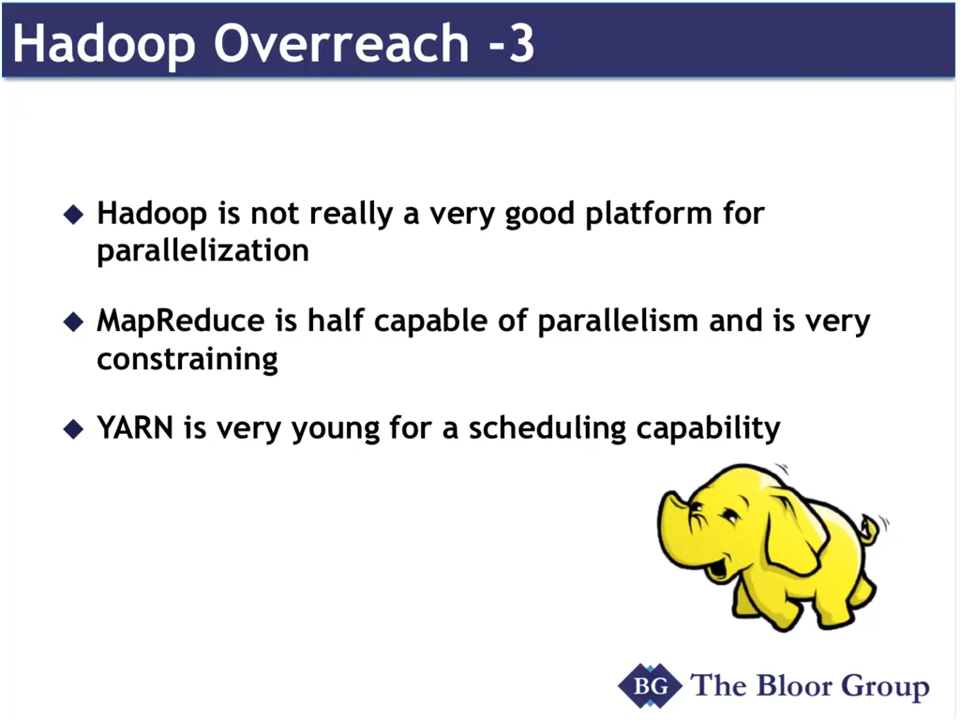 Hadoop Overreach -3
Hadoop is not really a very good platform for
parallelization
MapReduce is half capable of parallelism and is very
constraining
YARN is very young for a scheduling capability
BG The Bloor Group